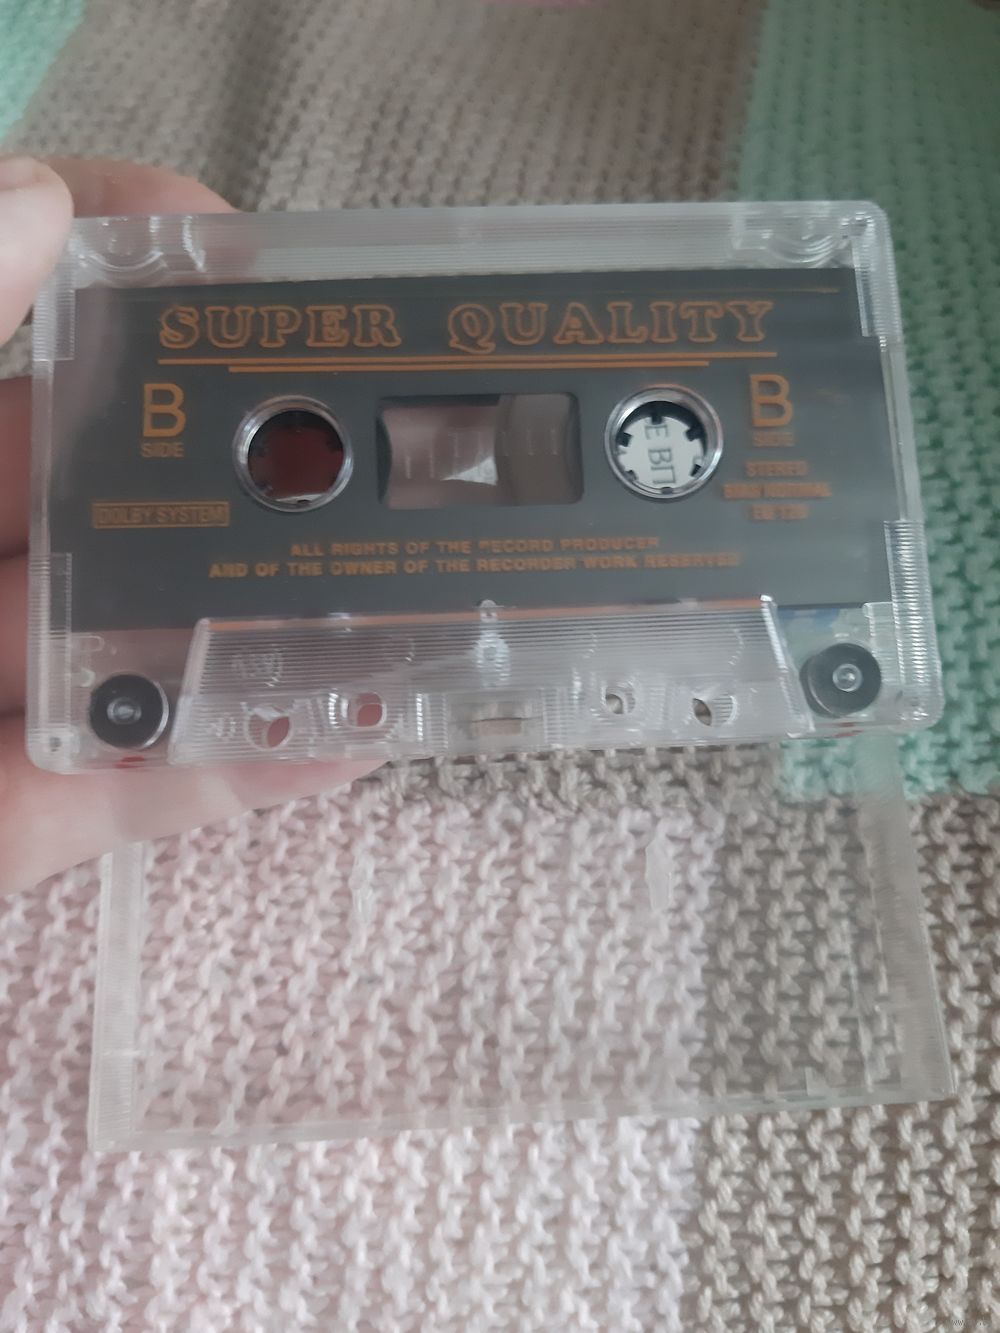 SUPER QUALITY
B
SIDE
B
SIDE
STEREO
DOLBY SYSTEM
Е ВП
ALL RIGHTS OF THE RECORD PRODUCER
AND OF THE OWNER OF THE RECORDER WORK RESERVED